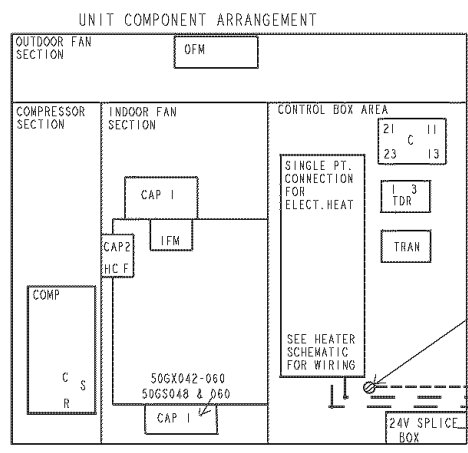 UNIT COMPONENT ARRANGEMENT
OUTDOOR FAN
SECTION
OFM
COMPRESSOR
SECTION
INDOOR FAN
SECTION
CONTROL BOX AREA
21 11
C
23 13
SINGLE PT.
CONNECTION
FOR
ELECT.HEAT
1 3
TDR
CAP 1
IFM
CAP2
HC F
TRAN
COMP
C
S
R
SEE HEATER
SCHEMATIC
FOR WIRING
50GX042-060
50GS048 & 060
CAP 1
24V SPLICE
BOX